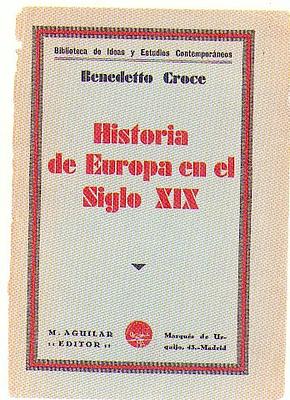 Biblioteca de Ideas y Estudios Contemporáneos
Benedetto Croce
Historia
de Europa en el
Siglo XIX
M. AGUILAR
:: EDITOR ::
Marqués de Ur-
quijo, 43.-Madrid